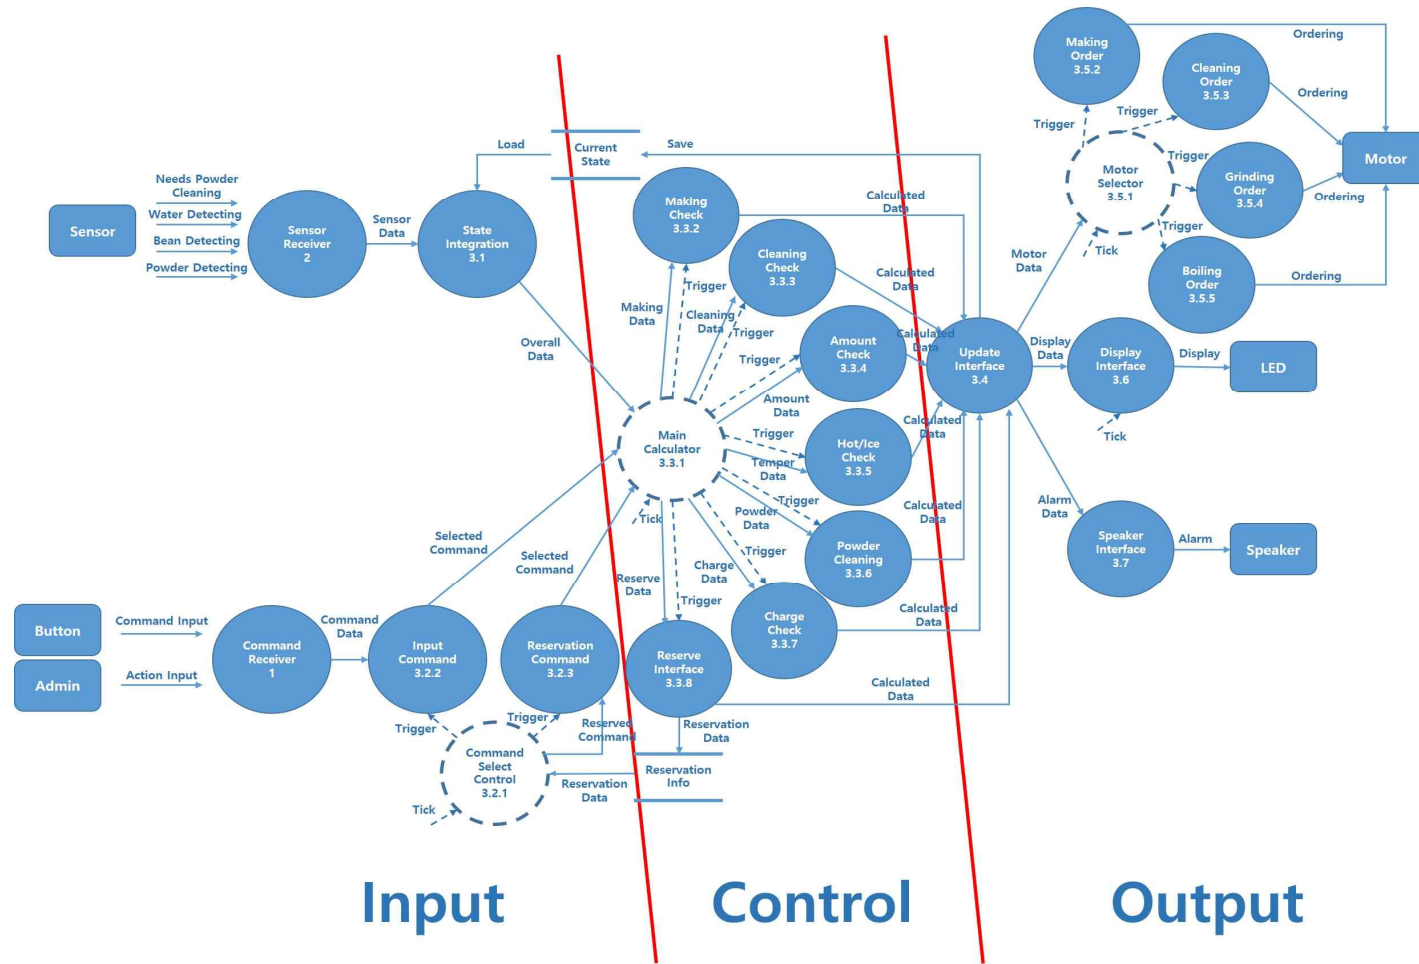 Needs Powder
Cleaning
Water Detecting
Bean Detecting
Powder Detecting
Sensor
Sensor
Receiver
2
Sensor
Data
State
Integration
3.1
Load
Current
State
Save
Overall
Data
Button
Admin
Command Input
Action Input
Command
Receiver
1
Command
Data
Input
Command
3.2.2
Reservation
Command
3.2.3
Selected
Command
Selected
Command
Trigger
Trigger
Reserved
Command
Command
Select
Control
3.2.1
Tick
Reservation
Data
Reservation
Info
Reservation
Data
Main
Calculator
3.3.1
Tick
Making
Data
Trigger
Cleaning
Data
Trigger
Trigger
Amount
Data
Trigger
Temper
Data
Trigger
Powder
Data
Trigger
Charge
Data
Reserve
Data
Trigger
Making
Check
3.3.2
Cleaning
Check
3.3.3
Amount
Check
3.3.4
Hot/Ice
Check
3.3.5
Powder
Cleaning
3.3.6
Charge
Check
3.3.7
Reserve
Interface
3.3.8
Calculated
Data
Calculated
Data
Calculated
Data
Calculated
Data
Calculated
Data
Calculated
Data
Calculated
Data
Update
Interface
3.4
Motor
Data
Display
Data
Alarm
Data
Making
Order
3.5.2
Cleaning
Order
3.5.3
Motor
Selector
3.5.1
Grinding
Order
3.5.4
Boiling
Order
3.5.5
Trigger
Trigger
Trigger
Trigger
Tick
Ordering
Ordering
Ordering
Ordering
Motor
Display
Interface
3.6
Tick
Display
LED
Speaker
Interface
3.7
Alarm
Speaker
Input
Control
Output